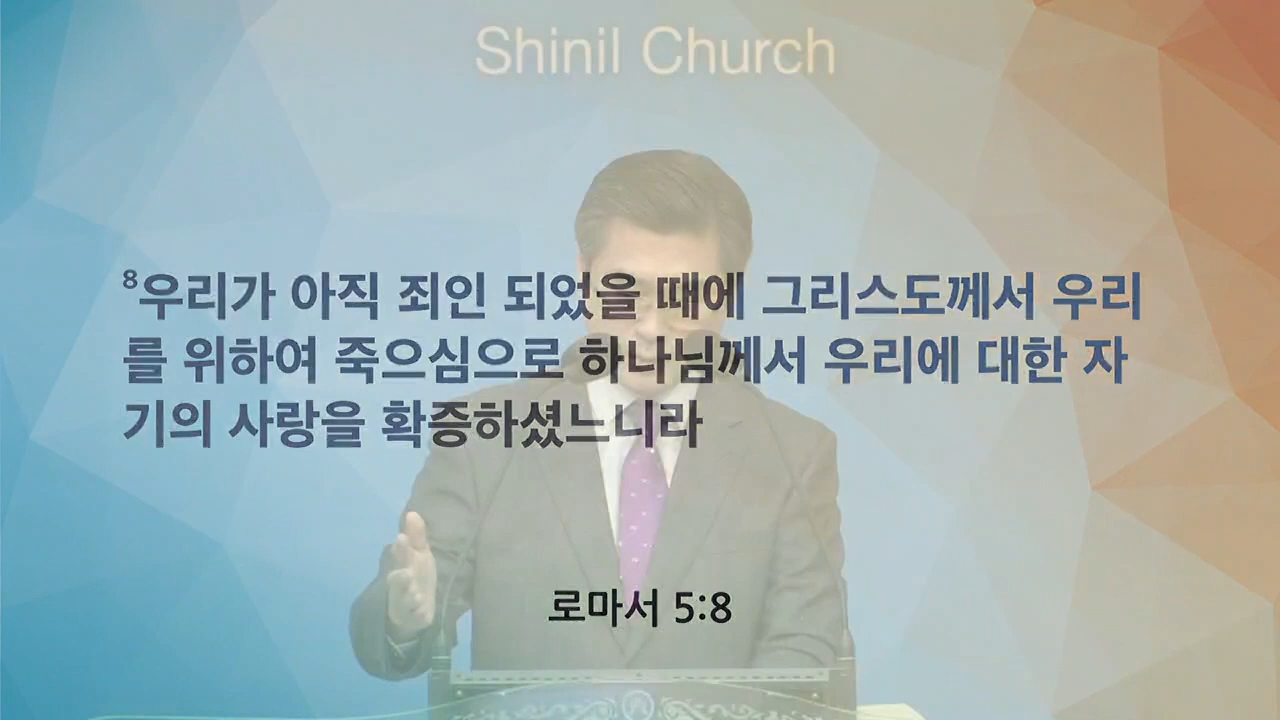 Shinil Church
⁸우리가 아직 죄인 되었을 때에 그리스도께서 우리
를 위하여 죽으심으로 하나님께서 우리에 대한 자
기의 사랑을 확증하셨느니라
로마서 5:8